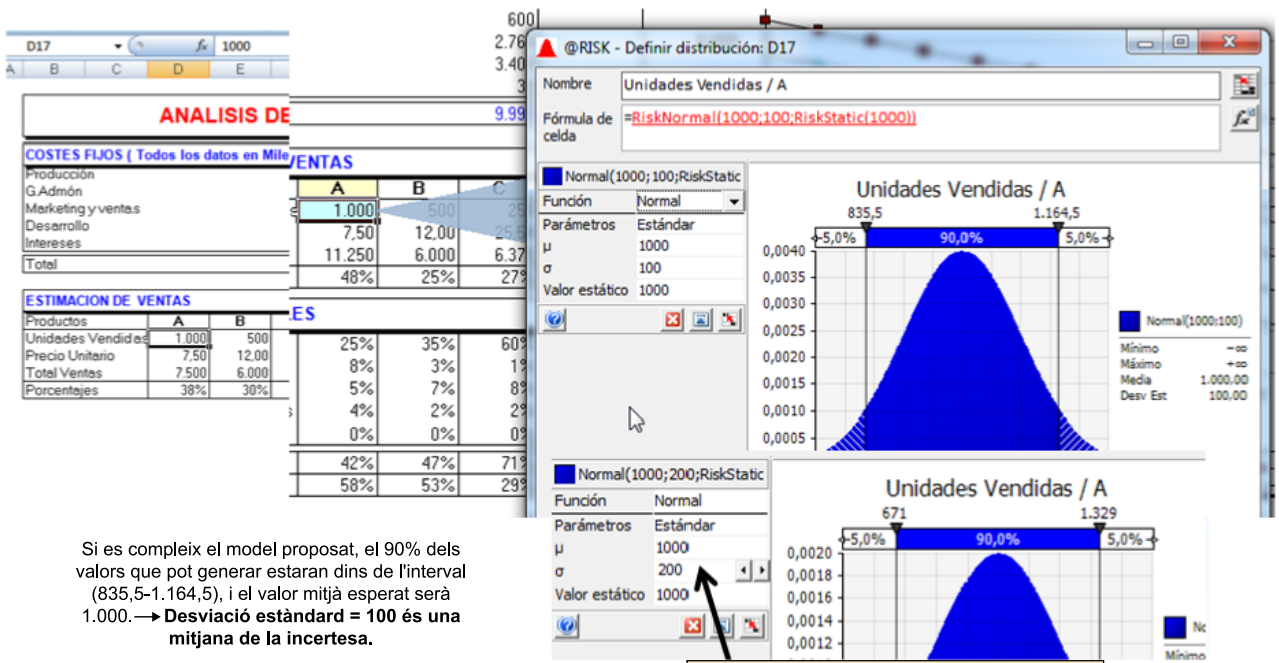 D17
fx
1000
A B C D E
ANALISIS DE
COSTES FIJOS ( Todos los datos en Mile
Producción
G.Admón
Marketing y ventas
Desarrollo
Intereses
Total
ESTIMACION DE VENTAS
Productos A B
Unidades Vendidas 1.000 500
Precio Unitario 7,50 12,00
Total Ventas 7.500 6.000
Porcentajes 38% 30%
600
2.76
3.40
3
9.99
VENTAS
A B C
1.000 500 25
7,50 12,00 25,5
11.250 6.000 6.37
48% 25% 27%
ES
25% 35% 60%
8% 3% 1%
5% 7% 8%
4% 2% 2%
0% 0% 0%
42% 47% 71%
58% 53% 29%
@RISK - Definir distribución: D17
Nombre Unidades Vendidas / A
Fórmula de celda =RiskNormal(1000;100;RiskStatic(1000))
fx
Normal(1000;100;RiskStatic
Función Normal
Parámetros Estándar
μ 1000
σ 100
Valor estático 1000
Unidades Vendidas / A
835,5 1.164,5
5,0% 90,0% 5,0%
0,0040
0,0035
0,0030
0,0025
0,0020
0,0015
0,0010
0,0005
Normal(1000;100)
Mínimo -∞
Máximo +∞
Media 1.000,00
Desv Est 100,00
Normal(1000;200;RiskStatic
Función Normal
Parámetros Estándar
μ 1000
σ 200
Valor estático 1000
Unidades Vendidas / A
671 1.329
5,0% 90,0% 5,0%
0,0020
0,0018
0,0016
0,0014
0,0012
Mínimo
Si es compleix el model proposat, el 90% dels
valors que pot generar estaran dins de l'interval
(835,5-1.164,5), i el valor mitjà esperat serà
1.000. → Desviació estàndard = 100 és una
mitjana de la incertesa.